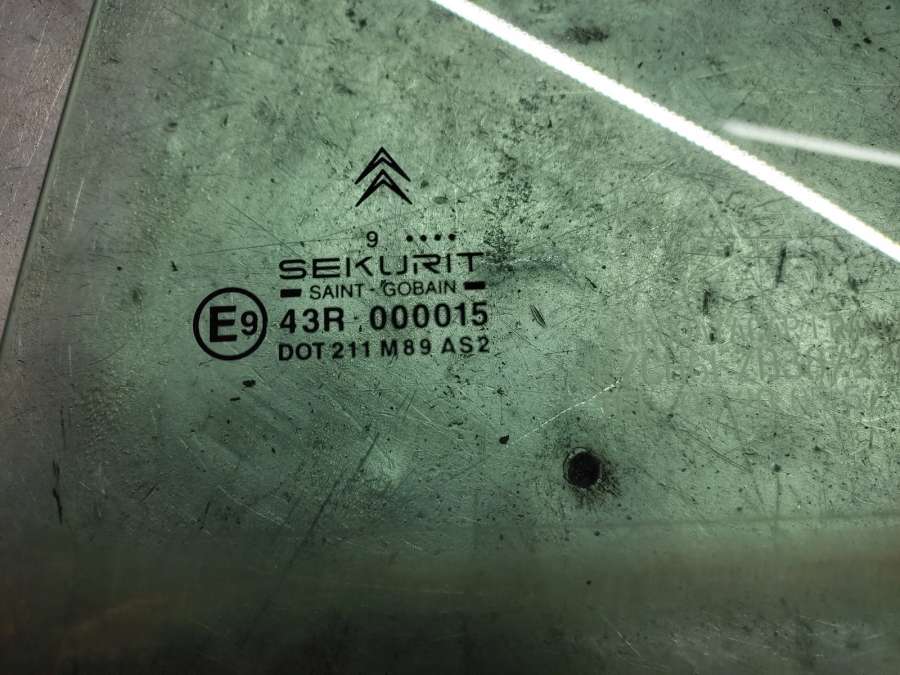 9 ••••
SEKURIT
SAINT - GOBAIN
E9 43R 000015
DOT 211 M89 AS2